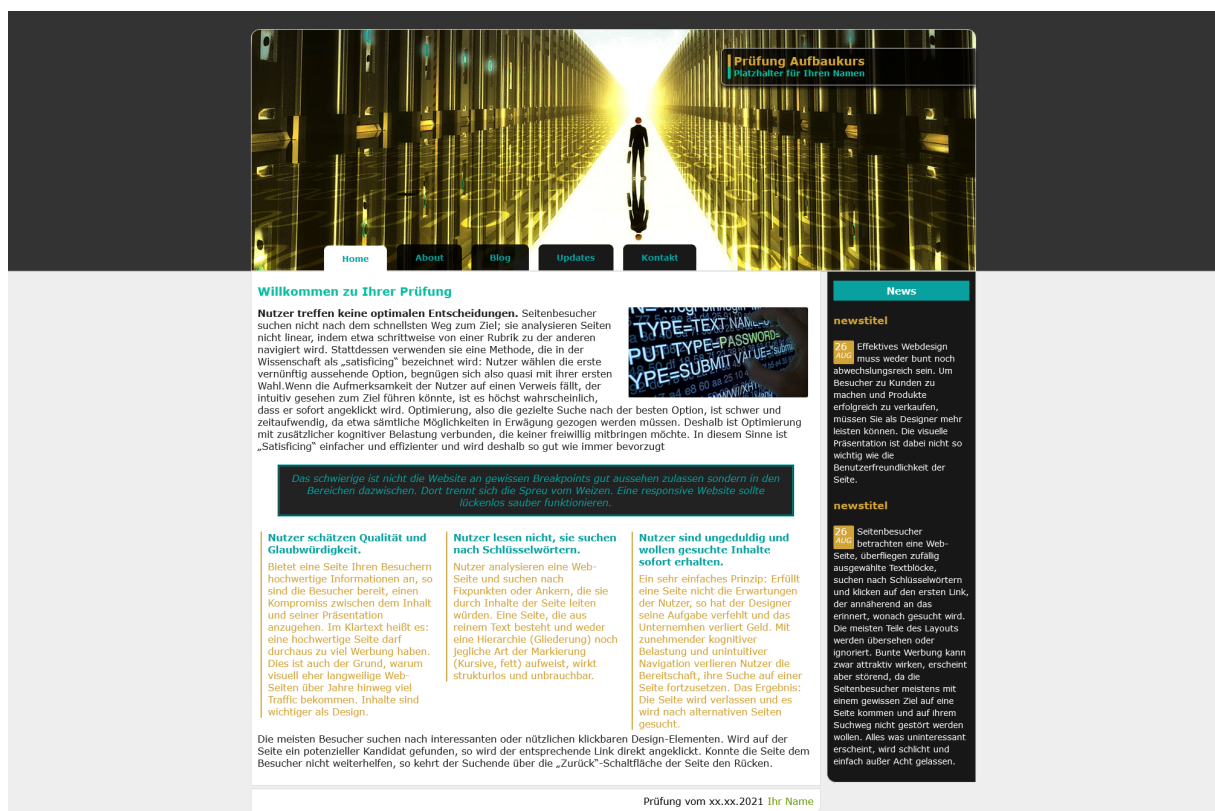 Prüfung Aufbaukurs
Platzhalter für Ihren Namen
Home
About
Blog
Updates
Kontakt
Willkommen zu Ihrer Prüfung
Nutzer treffen keine optimalen Entscheidungen. Seitenbesucher
suchen nicht nach dem schnellsten Weg zum Ziel; sie analysieren Seiten
nicht linear, indem etwa schrittweise von einer Rubrik zu der anderen
navigiert wird. Stattdessen verwenden sie eine Methode, die in der
Wissenschaft als „satisficing“ bezeichnet wird: Nutzer wählen die erste
vernünftig aussehende Option, begnügen sich also quasi mit ihrer ersten
Wahl.Wenn die Aufmerksamkeit der Nutzer auf einen Verweis fällt, der
intuitiv gesehen zum Ziel führen könnte, ist es höchst wahrscheinlich,
dass er sofort angeklickt wird. Optimierung, also die gezielte Suche nach der besten Option, ist schwer und
zeitaufwendig, da etwa sämtliche Möglichkeiten in Erwägung gezogen werden müssen. Deshalb ist Optimierung
mit zusätzlicher kognitiver Belastung verbunden, die keiner freiwillig mitbringen möchte. In diesem Sinne ist
„Satisficing“ einfacher und effizienter und wird deshalb so gut wie immer bevorzugt
TYPE=TEXT NAME=
PUT TYPE=PASSWORD=
YPE=SUBMIT VALUE="submi
Das schwierige ist nicht die Website an gewissen Breakpoints gut aussehen zulassen sondern in den
Bereichen dazwischen. Dort trennt sich die Spreu vom Weizen. Eine responsive Website sollte
lückenlos sauber funktionieren.
Nutzer schätzen Qualität und
Glaubwürdigkeit.
Bietet eine Seite Ihren Besuchern
hochwertige Informationen an, so
sind die Besucher bereit, einen
Kompromiss zwischen dem Inhalt
und seiner Präsentation
anzugehen. Im Klartext heißt es:
eine hochwertige Seite darf
durchaus zu viel Werbung haben.
Dies ist auch der Grund, warum
visuell eher langweilige Web-
Seiten über Jahre hinweg viel
Traffic bekommen. Inhalte sind
wichtiger als Design.
Nutzer lesen nicht, sie suchen
nach Schlüsselwörtern.
Nutzer analysieren eine Web-
Seite und suchen nach
Fixpunkten oder Ankern, die sie
durch Inhalte der Seite leiten
würden. Eine Seite, die aus
reinem Text besteht und weder
eine Hierarchie (Gliederung) noch
jegliche Art der Markierung
(Kursive, fett) aufweist, wirkt
strukturlos und unbrauchbar.
Nutzer sind ungeduldig und
wollen gesuchte Inhalte
sofort erhalten.
Ein sehr einfaches Prinzip: Erfüllt
eine Seite nicht die Erwartungen
der Nutzer, so hat der Designer
seine Aufgabe verfehlt und das
Unternemhen verliert Geld. Mit
zunehmender kognitiver
Belastung und unintuitiver
Navigation verlieren Nutzer die
Bereitschaft, ihre Suche auf einer
Seite fortzusetzen. Das Ergebnis:
Die Seite wird verlassen und es
wird nach alternativen Seiten
gesucht.
Die meisten Besucher suchen nach interessanten oder nützlichen klickbaren Design-Elementen. Wird auf der
Seite ein potenzieller Kandidat gefunden, so wird der entsprechende Link direkt angeklickt. Konnte die Seite dem
Besucher nicht weiterhelfen, so kehrt der Suchende über die „Zurück“-Schaltfläche der Seite den Rücken.
News
newstitel
26
AUG
Effektives Webdesign
muss weder bunt noch
abwechslungsreich sein. Um
Besucher zu Kunden zu
machen und Produkte
erfolgreich zu verkaufen,
müssen Sie als Designer mehr
leisten können. Die visuelle
Präsentation ist dabei nicht so
wichtig wie die
Benutzerfreundlichkeit der
Seite.
newstitel
26
AUG
Seitenbesucher
betrachten eine Web-
Seite, überfliegen zufällig
ausgewählte Textblöcke,
suchen nach Schlüsselwörtern
und klicken auf den ersten Link,
der annäherend an das
erinnert, wonach gesucht wird.
Die meisten Teile des Layouts
werden übersehen oder
ignoriert. Bunte Werbung kann
zwar attraktiv wirken, erscheint
aber störend, da die
Seitenbesucher meistens mit
einem gewissen Ziel auf eine
Seite kommen und auf ihrem
Suchweg nicht gestört werden
wollen. Alles was uninteressant
erscheint, wird schlicht und
einfach außer Acht gelassen.
Prüfung vom xx.xx.2021 Ihr Name